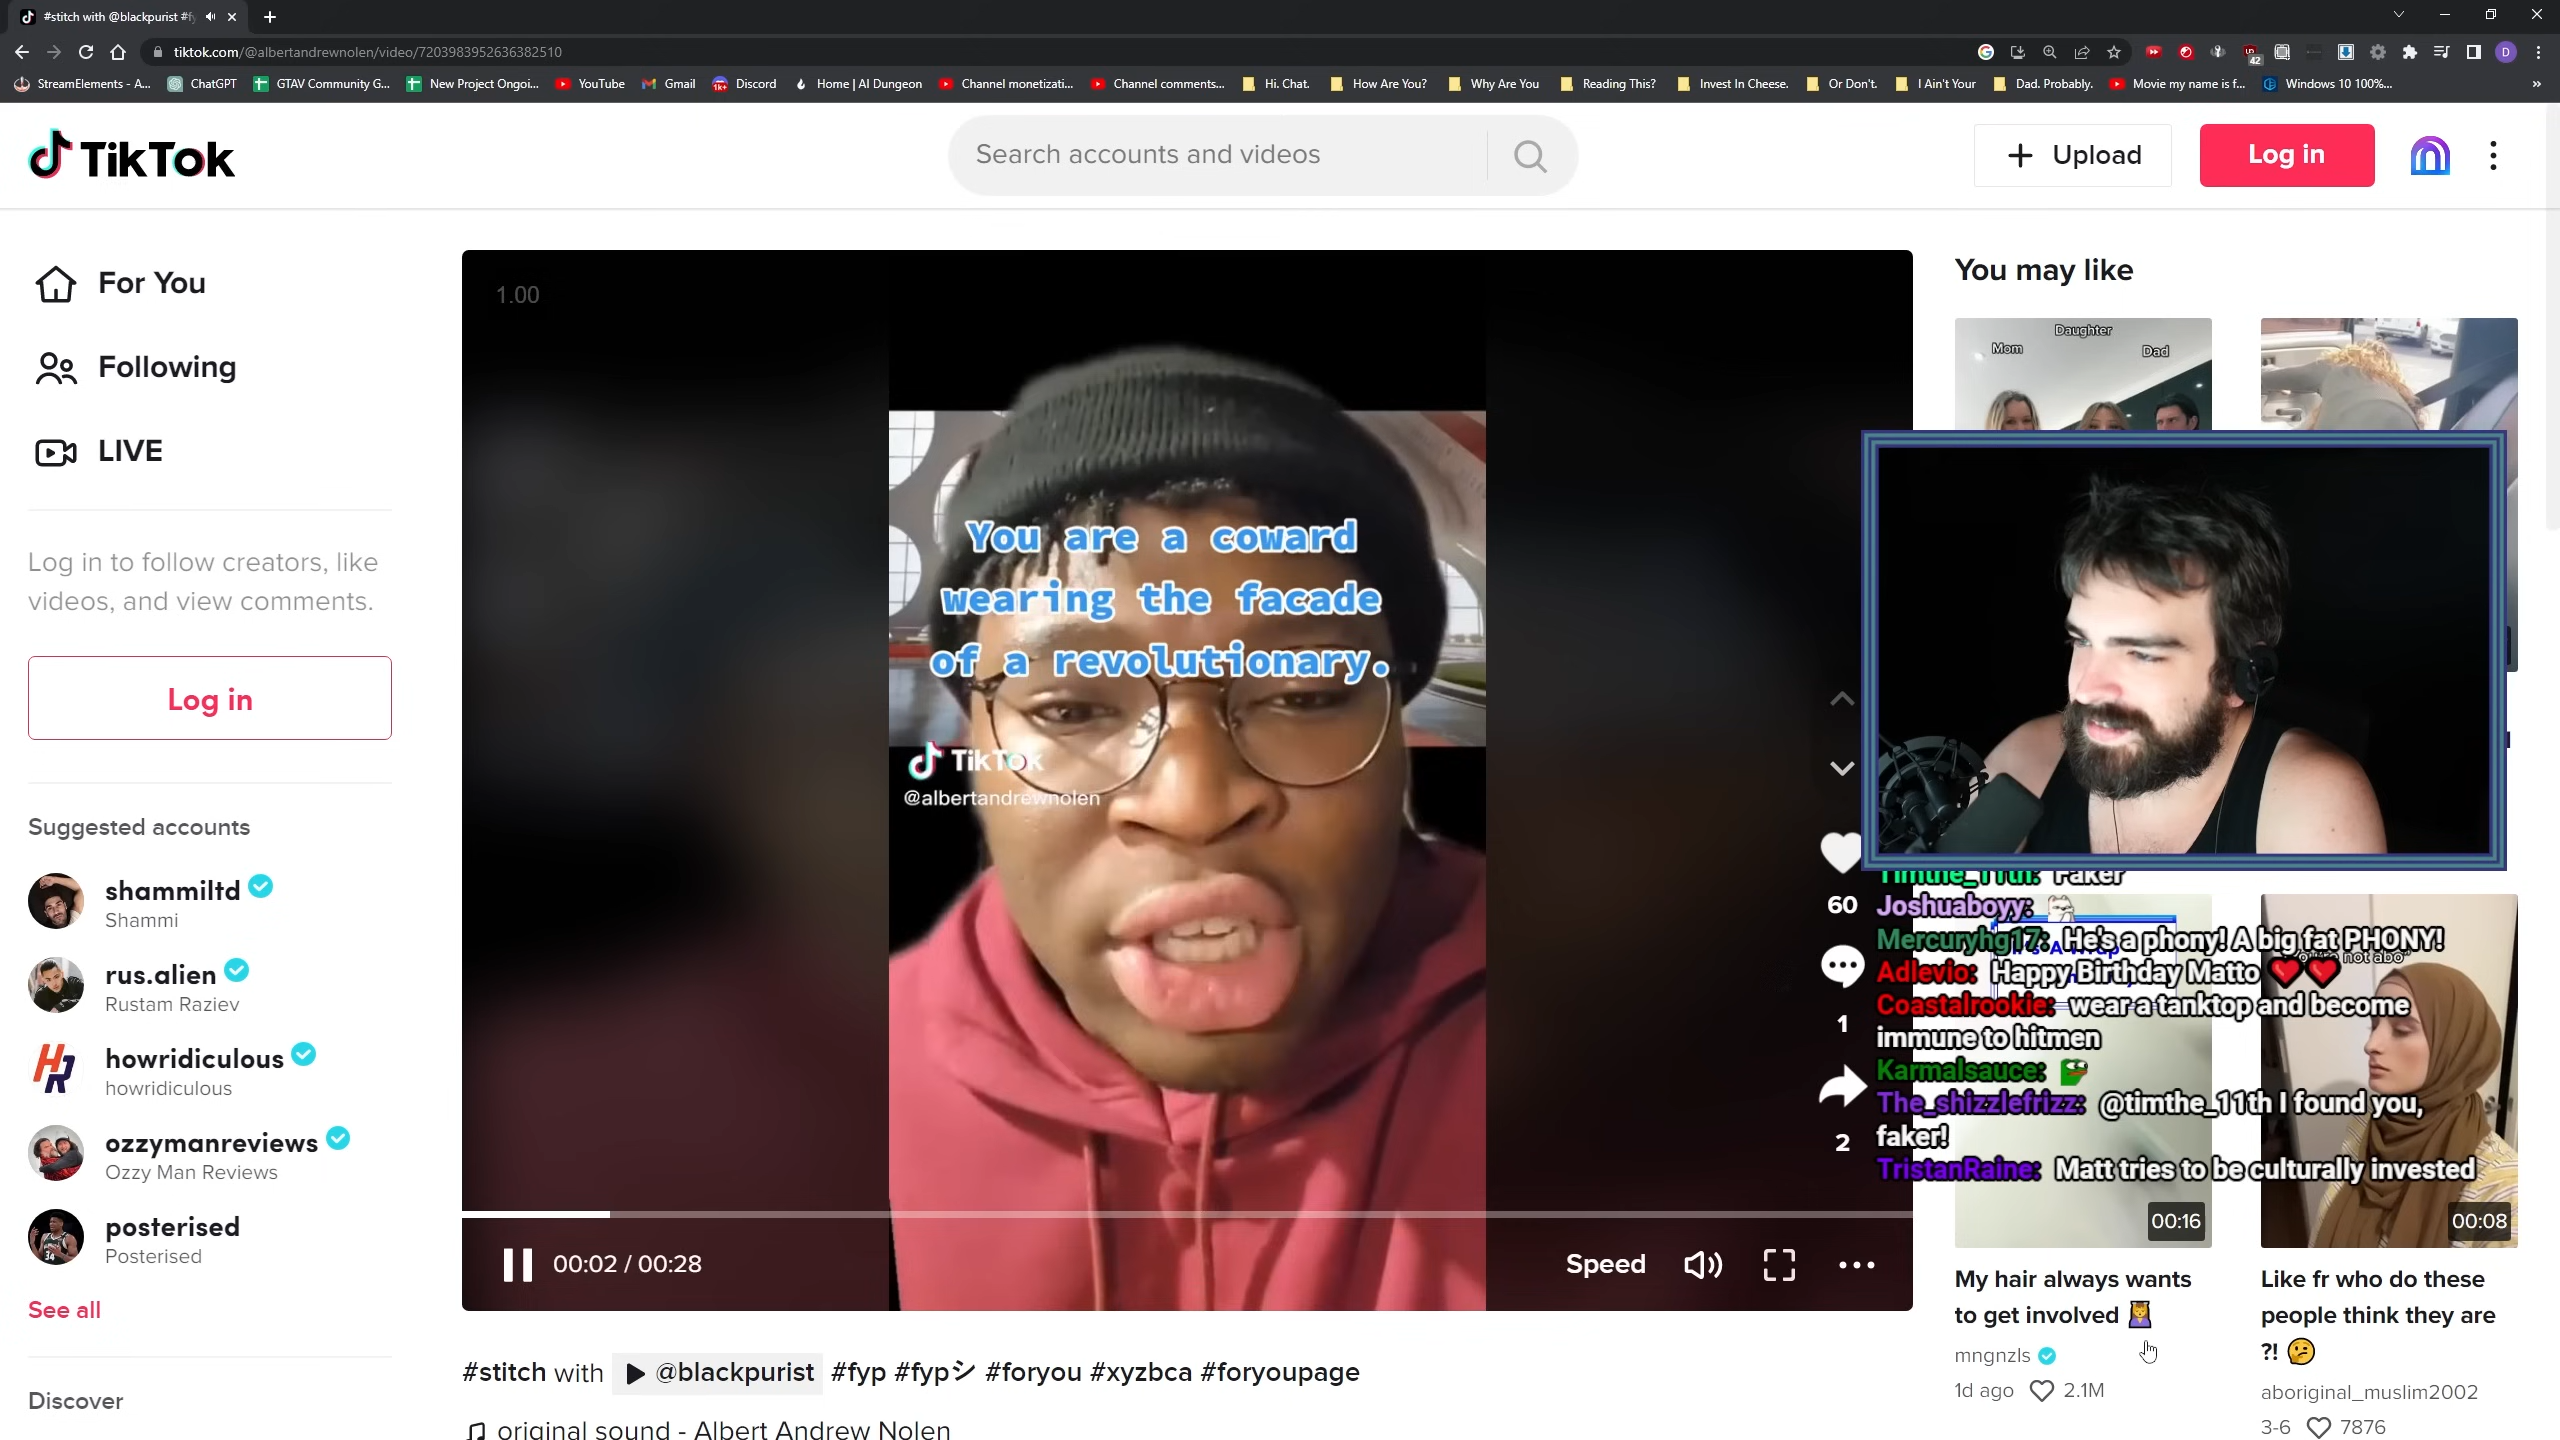 #stitch with @blackpurist #fy
tiktok.com/@albertandrewnolen/video/7203983952636382510
42
D
StreamElements - A...
ChatGPT
GTAV Community G...
New Project Ongoi...
YouTube
Gmail
Discord
Home | AI Dungeon
Channel monetizati...
Channel comments...
Hi. Chat.
How Are You?
Why Are You
Reading This?
Invest In Cheese.
Or Don't.
I Ain't Your
Dad. Probably.
Movie my name is f...
Windows 10 100%...
»
TikTok
Search accounts and videos
Upload
Log in
For You
Following
LIVE
Log in to follow creators, like
videos, and view comments.
Log in
Suggested accounts
shammiltd
Shammi
rus.alien
Rustam Raziev
howridiculous
howridiculous
ozzymanreviews
Ozzy Man Reviews
posterised
Posterised
See all
Discover
1.00
You are a coward
wearing the facade
of a revolutionary.
TikTok
@albertandrewnolen
60
1
2
00:02 / 00:28
Speed
#stitch with @blackpurist #fyp #fypシ #foryou #xyzbca #foryoupage
original sound - Albert Andrew Nolen
You may like
Mom
Daughter
Dad
Timthe_11th: Faker
Joshuaboyy:
Mercuryhg17: He's a phony! A big fat PHONY!
Adlevio: Happy Birthday Matto
Coastalrookie: wear a tanktop and become
immune to hitmen
Karmalsauce:
The_shizzlefrizz: @timthe_11th I found you,
faker!
TristanRaine: Matt tries to be culturally invested
00:16
00:08
My hair always wants
to get involved
mngnzls
1d ago 2.1M
Like fr who do these
people think they are
?!
aboriginal_muslim2002
3-6 7876